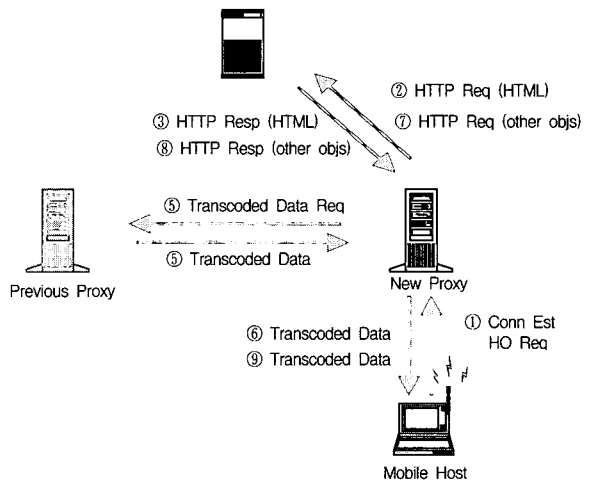 ② HTTP Req (HTML)
③ HTTP Resp (HTML)
⑦ HTTP Req (other objs)
⑧ HTTP Resp (other objs)
⑤ Transcoded Data Req
⑤ Transcoded Data
Previous Proxy
New Proxy
① Conn Est
HO Req
⑥ Transcoded Data
⑨ Transcoded Data
Mobile Host